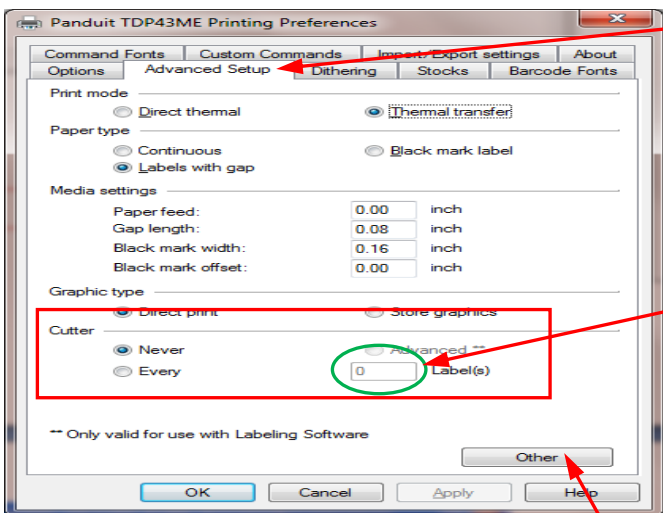 Panduit TDP43ME Printing Preferences
Command Fonts Custom Commands Import/Export settings About
Options Advanced Setup Dithering Stocks Barcode Fonts
Print mode
Direct thermal Thermal transfer
Paper type
Continuous Black mark label
Labels with gap
Media settings
Paper feed: 0.00 inch
Gap length: 0.08 inch
Black mark width: 0.16 inch
Black mark offset: 0.00 inch
Graphic type
Direct print Store graphics
Cutter
Never Advanced **
Every 0 Label(s)
** Only valid for use with Labeling Software
Other
OK Cancel Apply Help